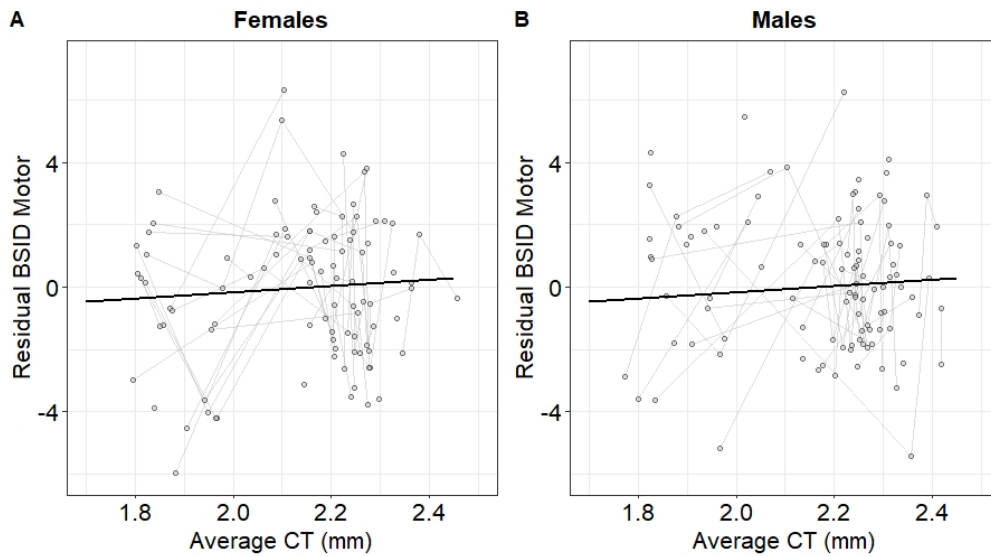 A Females
4
0
-4
Residual BSID Motor
1.8 2.0 2.2 2.4
Average CT (mm)
B Males
4
0
-4
Residual BSID Motor
1.8 2.0 2.2 2.4
Average CT (mm)